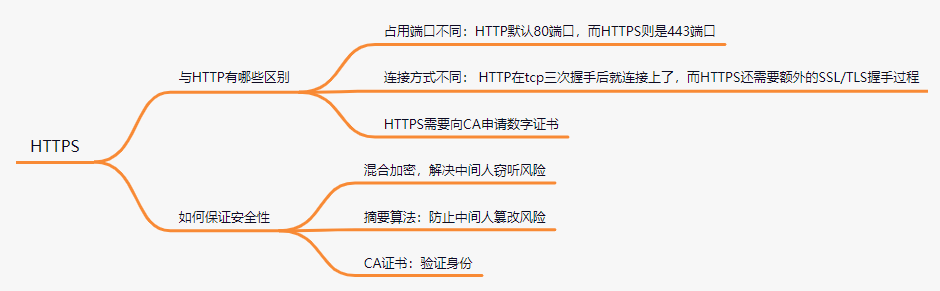 HTTPS
与HTTP有哪些区别
占用端口不同：HTTP默认80端口，而HTTPS则是443端口
连接方式不同： HTTP在tcp三次握手后就连接上了，而HTTPS还需要额外的SSL/TLS握手过程
HTTPS需要向CA申请数字证书
如何保证安全性
混合加密，解决中间人窃听风险
摘要算法：防止中间人篡改风险
CA证书：验证身份